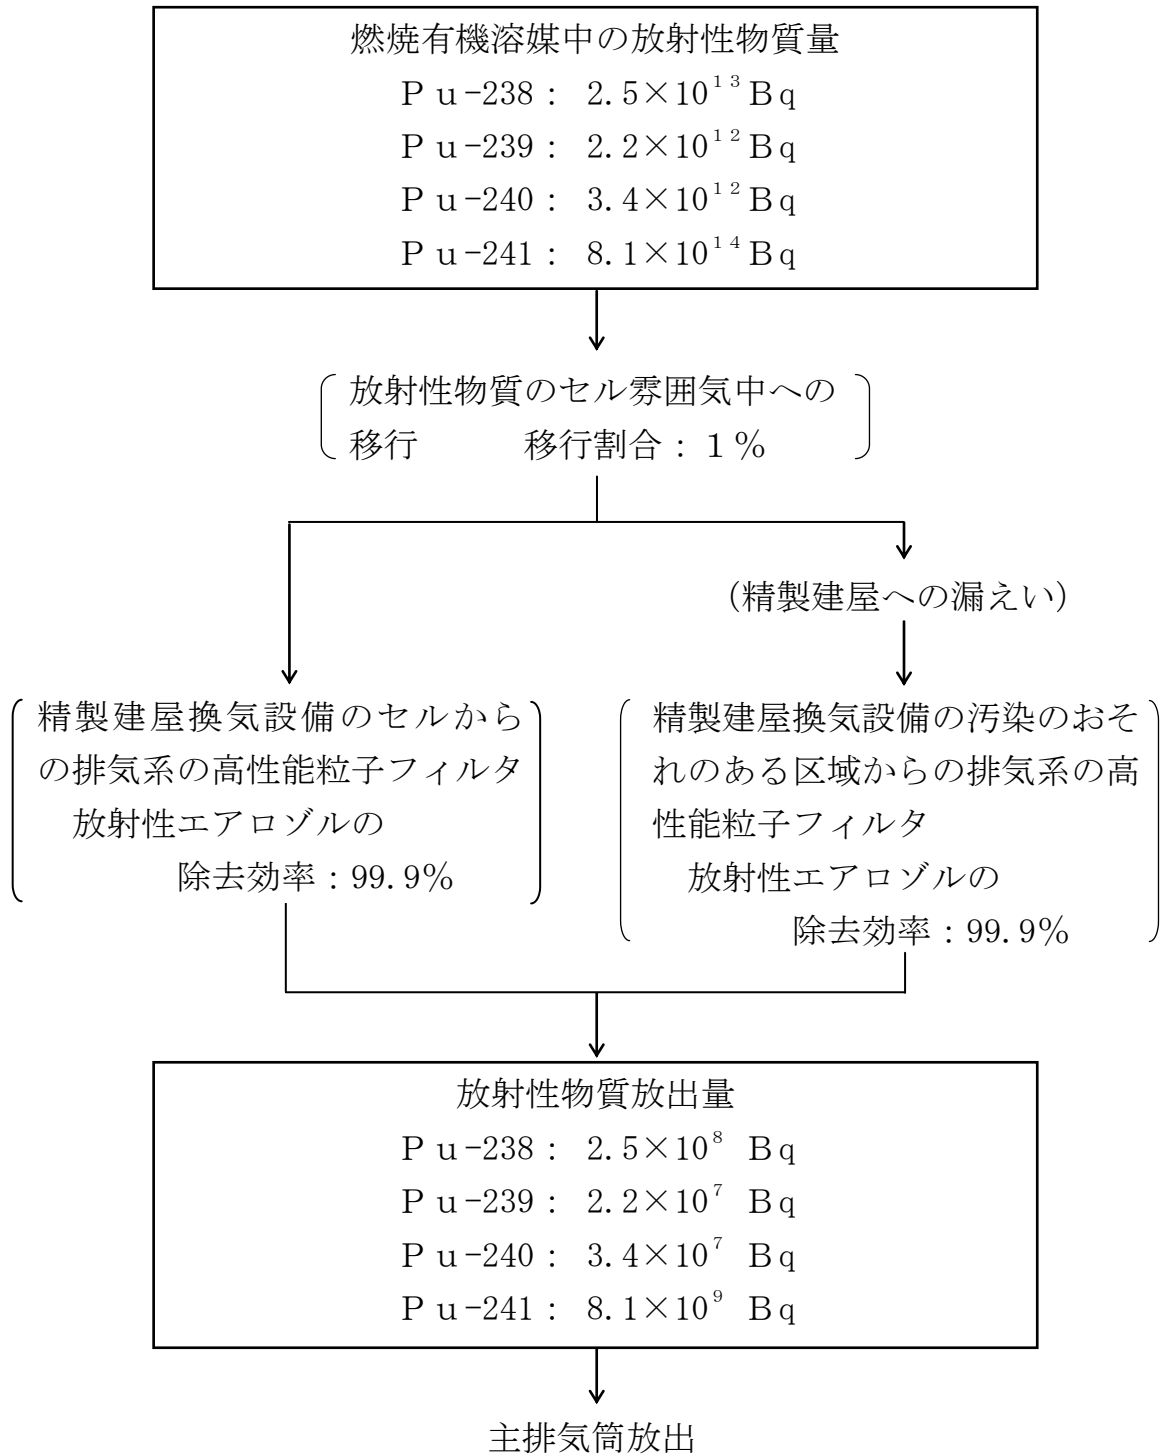 燃焼有機溶媒中の放射性物質量
Ｐｕ-238： 2.5×10¹³Ｂｑ
Ｐｕ-239： 2.2×10¹²Ｂｑ
Ｐｕ-240： 3.4×10¹²Ｂｑ
Ｐｕ-241： 8.1×10¹⁴Ｂｑ
放射性物質のセル雰囲気中への
移行　　　移行割合：１％
（精製建屋への漏えい）
精製建屋換気設備のセルから
の排気系の高性能粒子フィルタ
放射性エアロゾルの
除去効率：99.9％
精製建屋換気設備の汚染のおそ
れのある区域からの排気系の高
性能粒子フィルタ
放射性エアロゾルの
除去効率：99.9％
放射性物質放出量
Ｐｕ-238： 2.5×10⁸ Ｂｑ
Ｐｕ-239： 2.2×10⁷ Ｂｑ
Ｐｕ-240： 3.4×10⁷ Ｂｑ
Ｐｕ-241： 8.1×10⁹ Ｂｑ
主排気筒放出